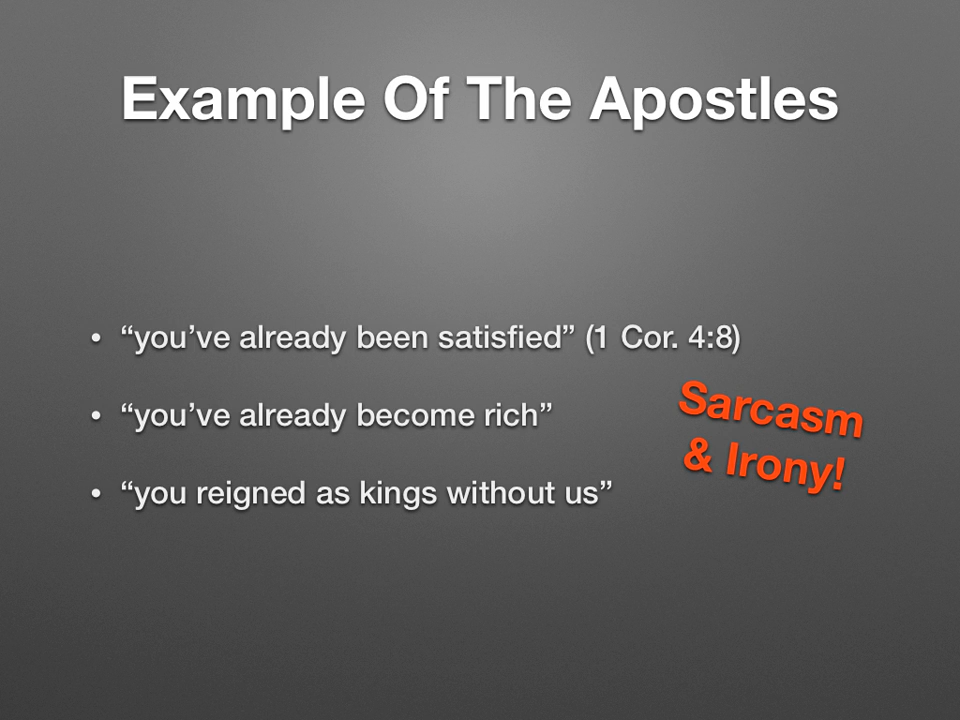 Example Of The Apostles
• “you’ve already been satisfied” (1 Cor. 4:8)
• “you’ve already become rich”
• “you reigned as kings without us”
Sarcasm
& Irony!